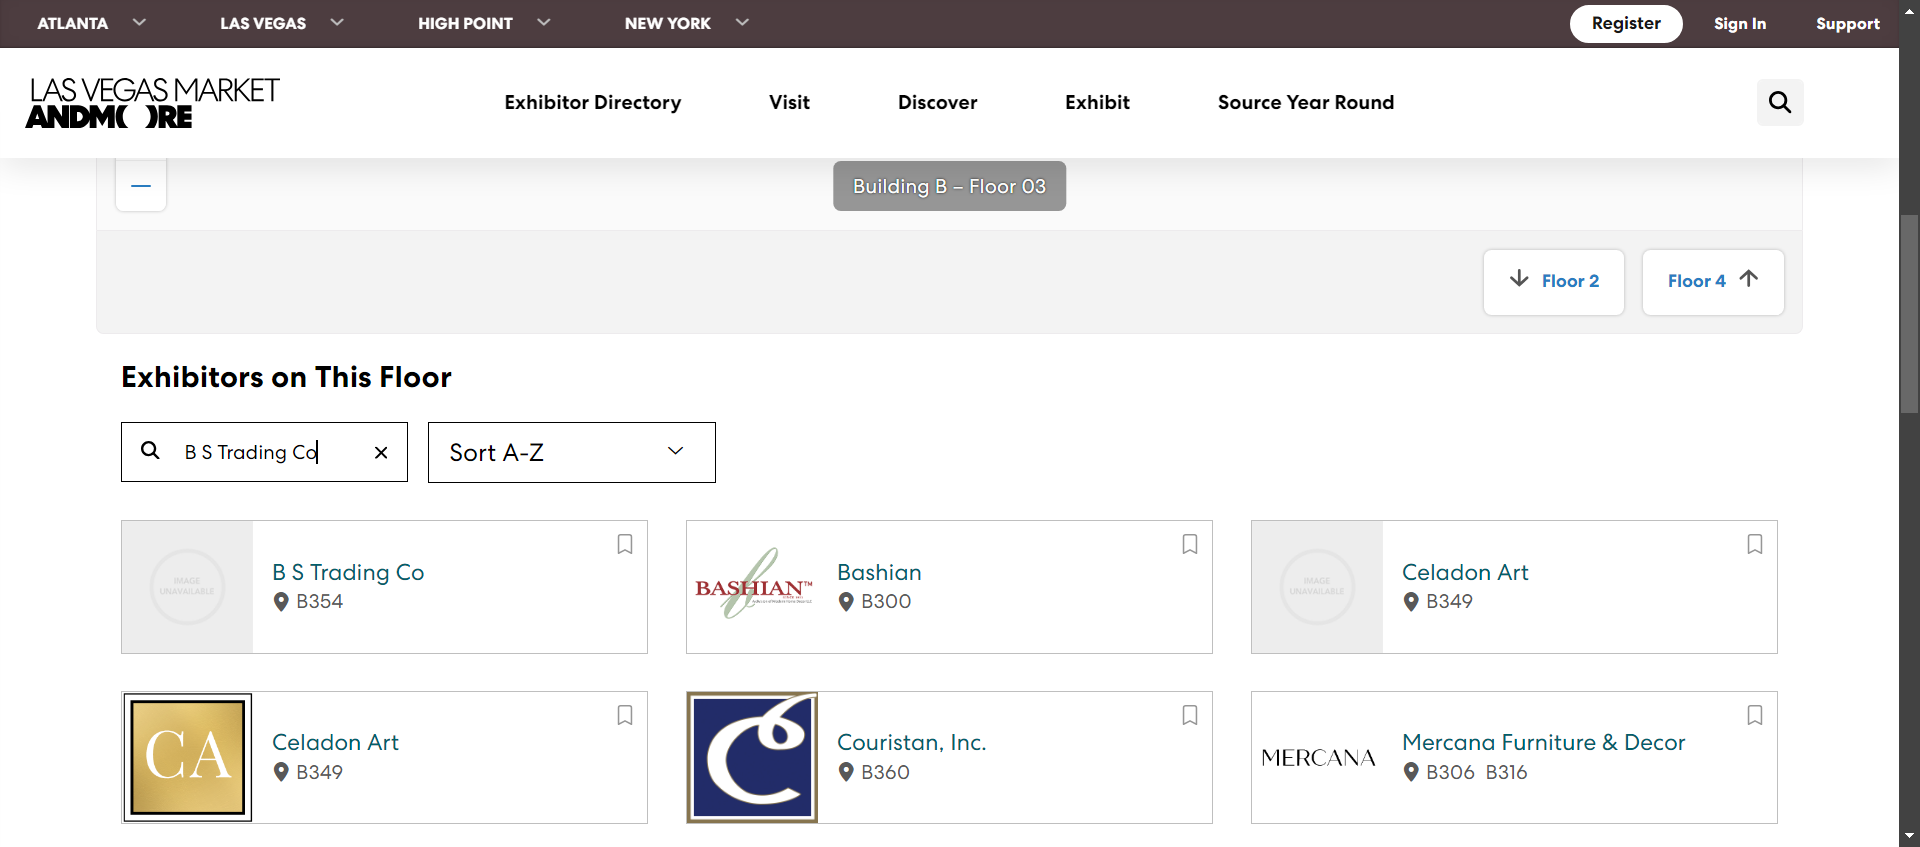 ATLANTA LAS VEGAS HIGH POINT NEW YORK Register Sign In Support
LAS VEGAS MARKET
ANDMORE
Exhibitor Directory Visit Discover Exhibit Source Year Round
Building B – Floor 03
Floor 2 Floor 4
Exhibitors on This Floor
B S Trading Co Sort A-Z
IMAGE
UNAVAILABLE
B S Trading Co
B354
BASHIAN™
Bashian
B300
IMAGE
UNAVAILABLE
Celadon Art
B349
CA
Celadon Art
B349
C
Couristan, Inc.
B360
MERCANA
Mercana Furniture & Decor
B306 B316